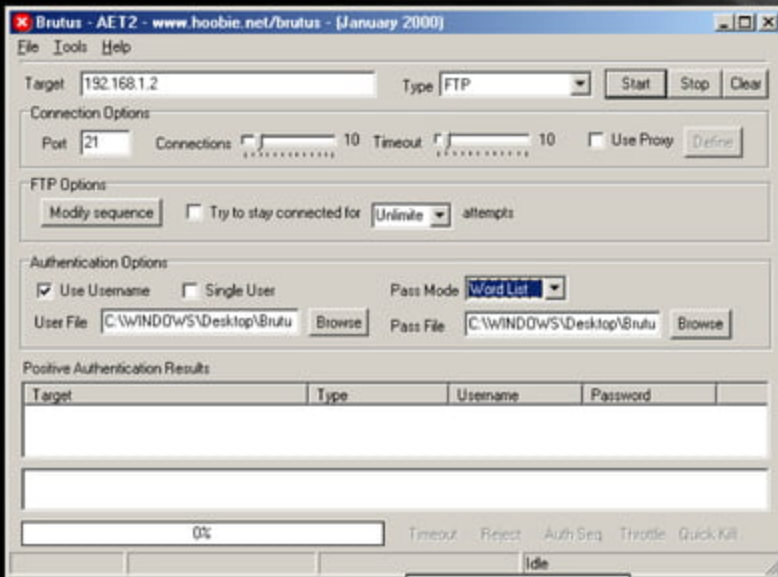 Brutus - AET2 - www.hoobie.net/brutus - (January 2000)
File Tools Help
Target 192.168.1.2 Type FTP Start Stop Clear
Connection Options
Port 21 Connections 10 Timeout 10 Use Proxy Define
FTP Options
Modify sequence Try to stay connected for Unlimite attempts
Authentication Options
Use Username Single User Pass Mode Word List
User File C:\WINDOWS\Desktop\Brutu Browse Pass File C:\WINDOWS\Desktop\Brutu Browse
Positive Authentication Results
Target Type Username Password
0% Timeout Reject Auth Seq Throttle Quick Kill
Idle